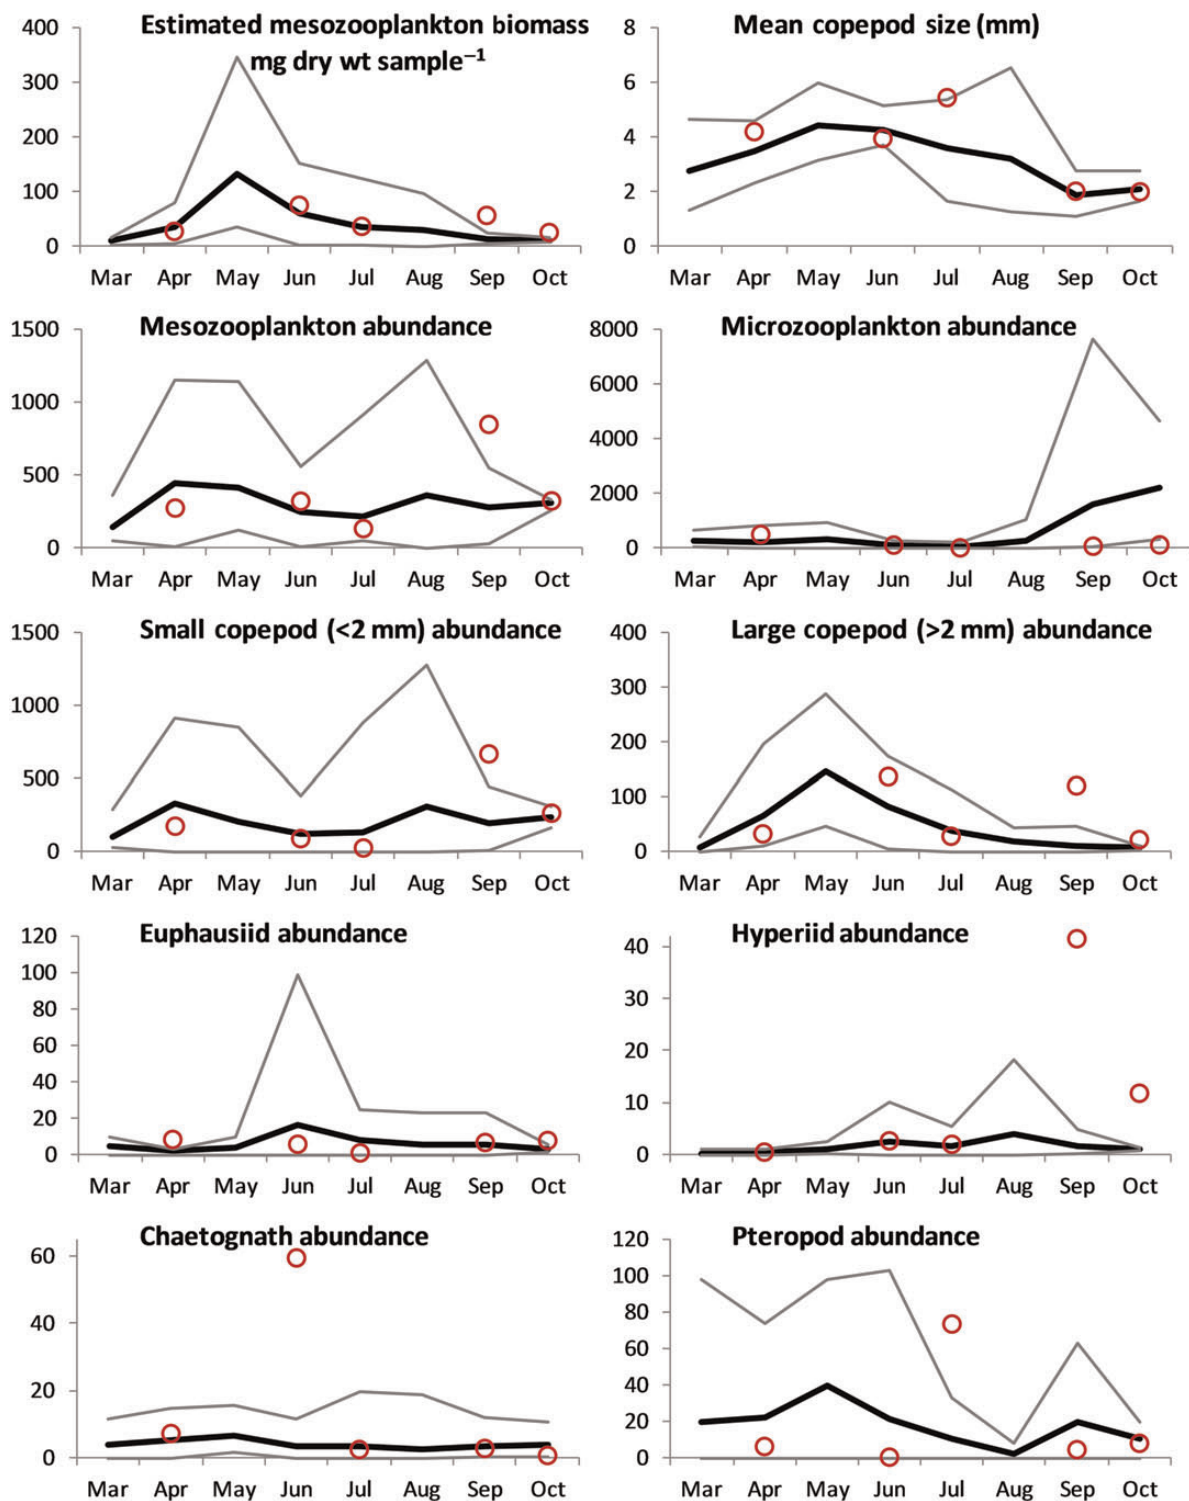 Estimated mesozooplankton biomass
mg dry wt sample⁻¹
400
300
200
100
0
Mar Apr May Jun Jul Aug Sep Oct
Mean copepod size (mm)
8
6
4
2
0
Mar Apr May Jun Jul Aug Sep Oct
Mesozooplankton abundance
1500
1000
500
0
Mar Apr May Jun Jul Aug Sep Oct
Microzooplankton abundance
8000
6000
4000
2000
0
Mar Apr May Jun Jul Aug Sep Oct
Small copepod (<2 mm) abundance
1500
1000
500
0
Mar Apr May Jun Jul Aug Sep Oct
Large copepod (>2 mm) abundance
400
300
200
100
0
Mar Apr May Jun Jul Aug Sep Oct
Euphausiid abundance
120
100
80
60
40
20
0
Mar Apr May Jun Jul Aug Sep Oct
Hyperiid abundance
40
30
20
10
0
Mar Apr May Jun Jul Aug Sep Oct
Chaetognath abundance
60
40
20
0
Mar Apr May Jun Jul Aug Sep Oct
Pteropod abundance
120
100
80
60
40
20
0
Mar Apr May Jun Jul Aug Sep Oct